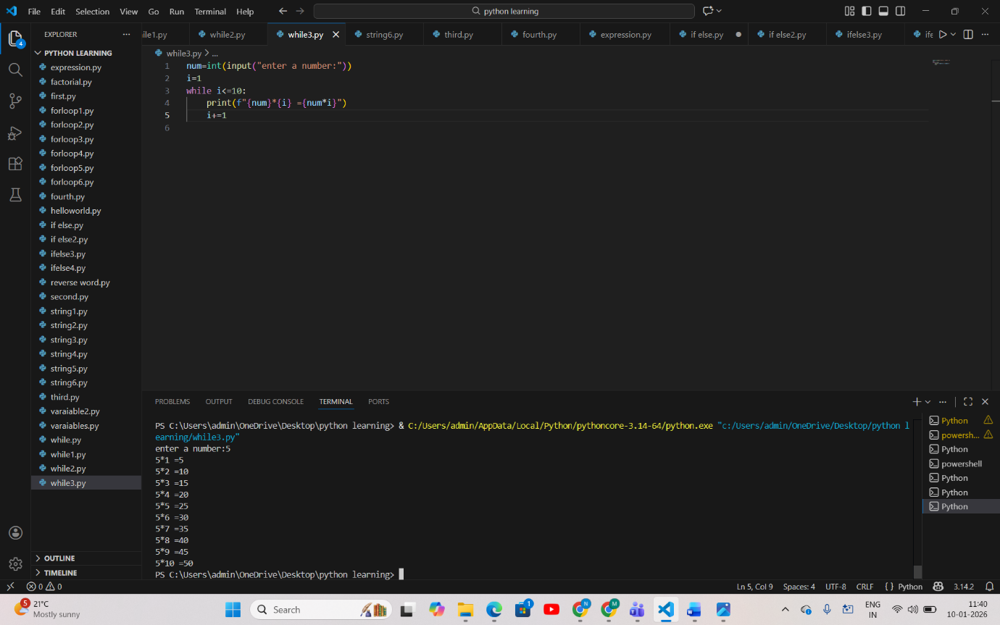 File Edit Selection View Go Run Terminal Help
python learning
EXPLORER
while1.py
while2.py
while3.py
string6.py
third.py
fourth.py
expression.py
if else.py
if else2.py
ifelse3.py
ife
4
PYTHON LEARNING
expression.py
factorial.py
first.py
forloop1.py
forloop2.py
forloop3.py
forloop4.py
forloop5.py
forloop6.py
fourth.py
helloworld.py
if else.py
if else2.py
ifelse3.py
ifelse4.py
reverse word.py
second.py
string1.py
string2.py
string3.py
string4.py
string5.py
string6.py
third.py
varaiable2.py
varaiables.py
while.py
while1.py
while2.py
while3.py
OUTLINE
TIMELINE
while3.py > ...
1 num=int(input("enter a number:"))
2 i=1
3 while i<=10:
4 print(f"{num}*{i} ={num*i}")
5 i+=1
6
PROBLEMS OUTPUT DEBUG CONSOLE TERMINAL PORTS
PS C:\Users\admin\OneDrive\Desktop\python learning> & C:/Users/admin/AppData/Local/Python/pythoncore-3.14-64/python.exe "c:/Users/admin/OneDrive/Desktop/python l
earning/while3.py"
enter a number:5
5*1 =5
5*2 =10
5*3 =15
5*4 =20
5*5 =25
5*6 =30
5*7 =35
5*8 =40
5*9 =45
5*10 =50
PS C:\Users\admin\OneDrive\Desktop\python learning>
Python
powersh...
Python
powershell
Python
Python
Python
0 0
Ln 5, Col 9 Spaces: 4 UTF-8 CRLF { } Python 3.14.2
5
21°C
Mostly sunny
Search
1
N
M
ENG
IN
11:40
10-01-2026